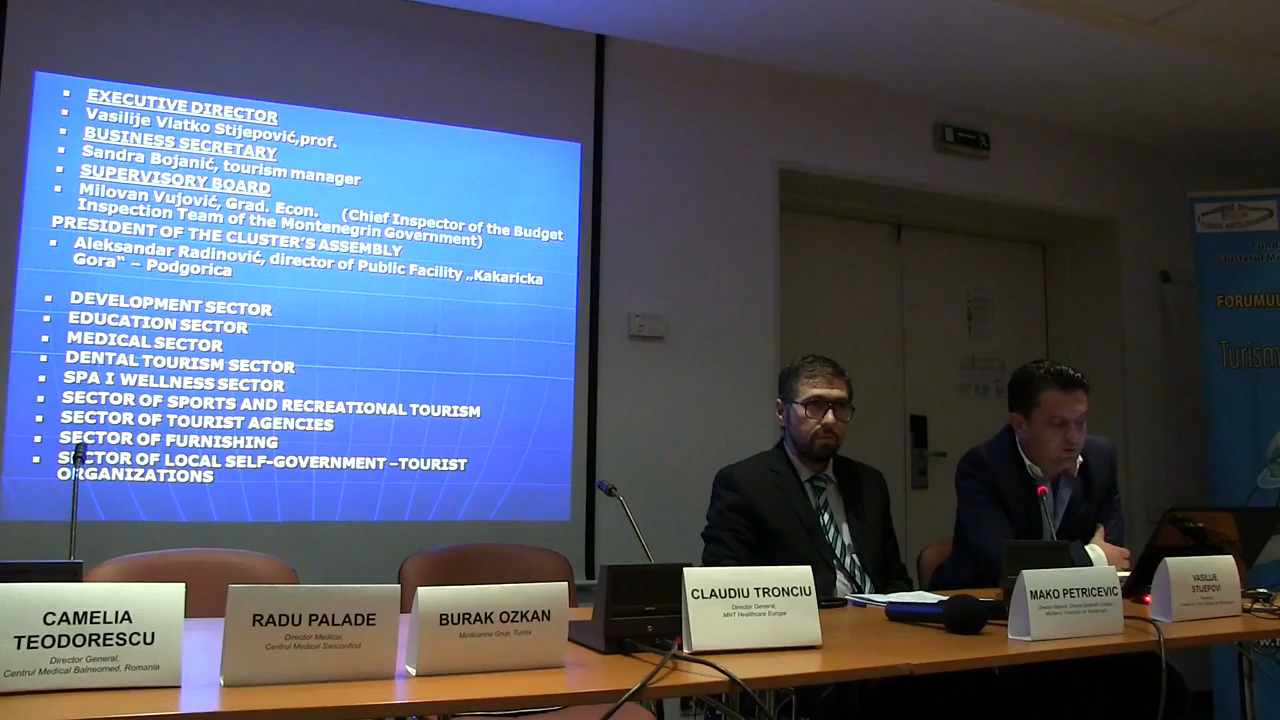 EXECUTIVE DIRECTOR
Vasilije Vlatko Stijepović,prof.
BUSINESS SECRETARY
Sandra Bojanić, tourism manager
SUPERVISORY BOARD
Milovan Vujović, Grad. Econ. (Chief Inspector of the Budget
Inspection Team of the Montenegrin Government)
PRESIDENT OF THE CLUSTER'S ASSEMBLY
Aleksandar Radinović, director of Public Facility „Kakaricka
Gora“ – Podgorica
DEVELOPMENT SECTOR
EDUCATION SECTOR
MEDICAL SECTOR
DENTAL TOURISM SECTOR
SPA I WELLNESS SECTOR
SECTOR OF SPORTS AND RECREATIONAL TOURISM
SECTOR OF TOURIST AGENCIES
SECTOR OF FURNISHING
SECTOR OF LOCAL SELF-GOVERNMENT –TOURIST
ORGANIZATIONS
FORUMUL
Turism
CAMELIA
TEODORESCU
Director General,
Centrul Medical Balneomed, Romania
RADU PALADE
Director Medical,
Centrul Medical Sanconfind
BURAK OZKAN
Medicanna Grup, Turcia
CLAUDIU TRONCIU
Director General,
MNT Healthcare Europe
MAKO PETRICEVIC
VASILIJE
STIJEPOVI